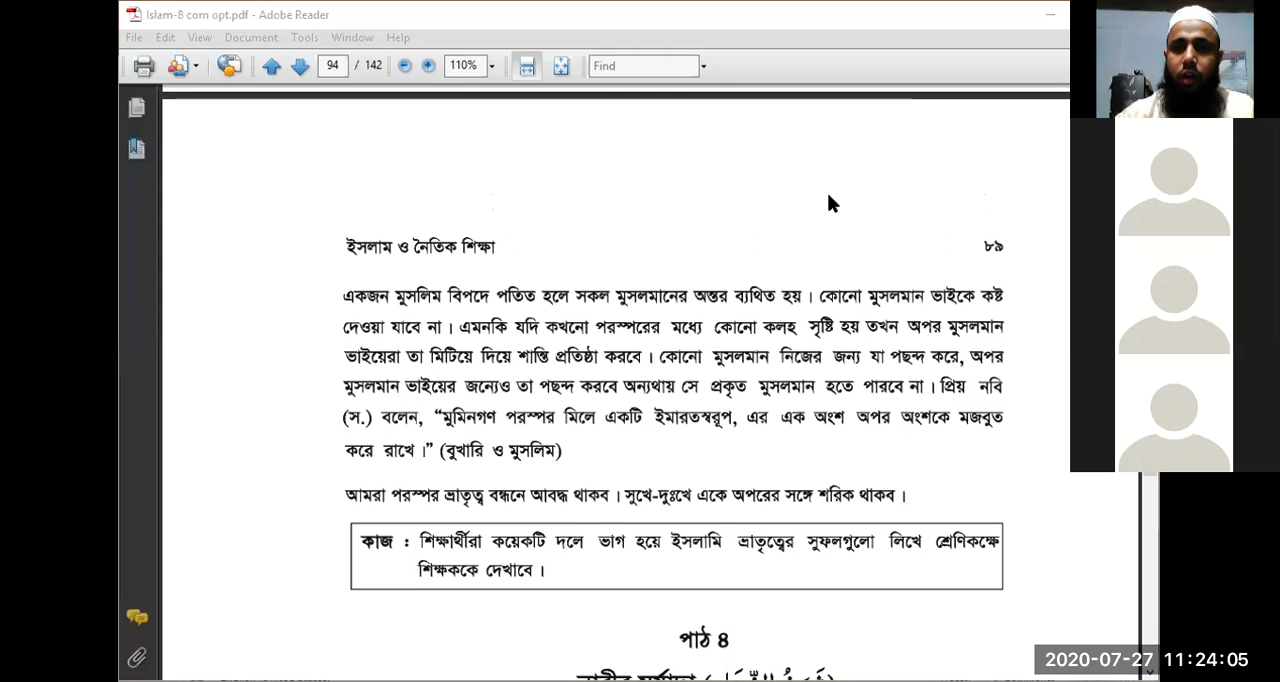 Islam-8 com opt.pdf - Adobe Reader
File Edit View Document Tools Window Help
94 / 142 110% Find
ইসলাম ও নৈতিক শিক্ষা ৮৯
একজন মুসলিম বিপদে পতিত হলে সকল মুসলমানের অন্তর ব্যথিত হয়। কোনো মুসলমান ভাইকে কষ্ট
দেওয়া যাবে না। এমনকি যদি কখনো পরস্পরের মধ্যে কোনো কলহ সৃষ্টি হয় তখন অপর মুসলমান
ভাইয়েরা তা মিটিয়ে দিয়ে শান্তি প্রতিষ্ঠা করবে। কোনো মুসলমান নিজের জন্য যা পছন্দ করে, অপর
মুসলমান ভাইয়ের জন্যেও তা পছন্দ করবে অন্যথায় সে প্রকৃত মুসলমান হতে পারবে না। প্রিয় নবি
(স.) বলেন, “মুমিনগণ পরস্পর মিলে একটি ইমারতস্বরূপ, এর এক অংশ অপর অংশকে মজবুত
করে রাখে।” (বুখারি ও মুসলিম)
আমরা পরস্পর ভ্রাতৃত্ব বন্ধনে আবদ্ধ থাকব। সুখে-দুঃখে একে অপরের সঙ্গে শরিক থাকব।
কাজ : শিক্ষার্থীরা কয়েকটি দলে ভাগ হয়ে ইসলামি ভ্রাতৃত্বের সুফলগুলো লিখে শ্রেণিকক্ষে
শিক্ষককে দেখাবে।
পাঠ ৪
2020-07-27 11:24:05